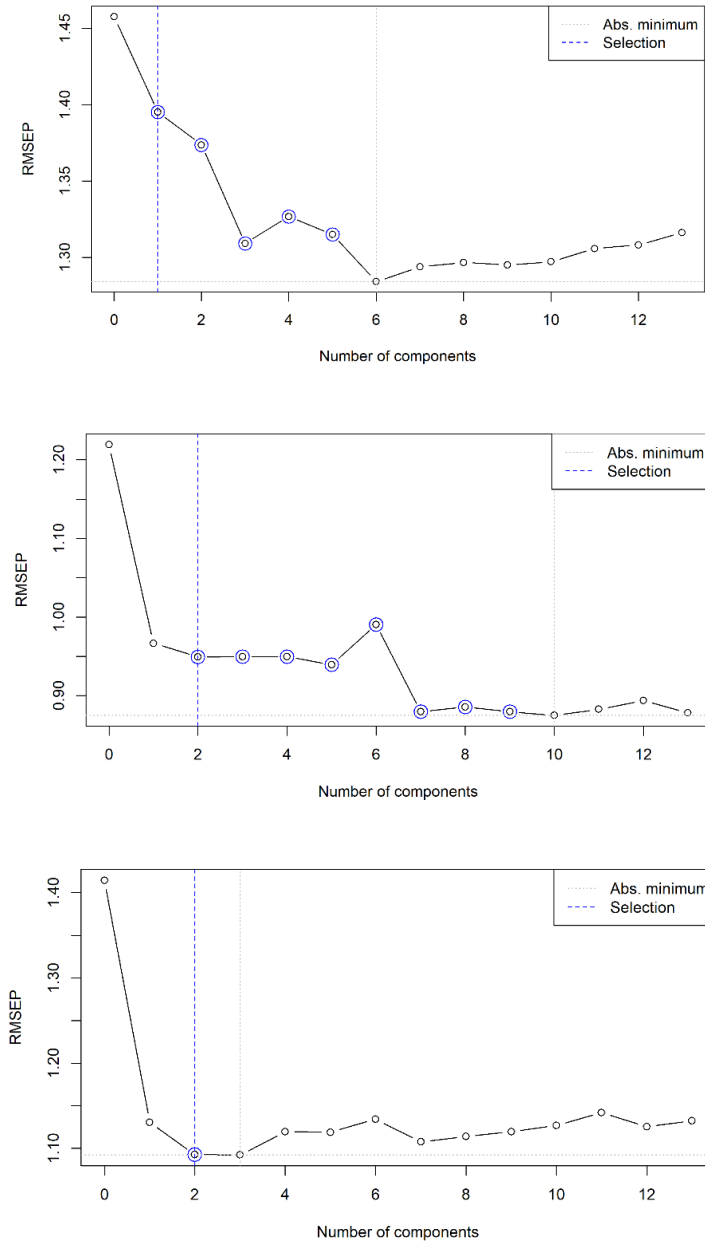 Abs. minimum
Selection
1.45
1.40
1.35
1.30
RMSEP
0 2 4 6 8 10 12
Number of components
Abs. minimum
Selection
1.20
1.10
1.00
0.90
RMSEP
0 2 4 6 8 10 12
Number of components
Abs. minimum
Selection
1.40
1.30
1.20
1.10
RMSEP
0 2 4 6 8 10 12
Number of components